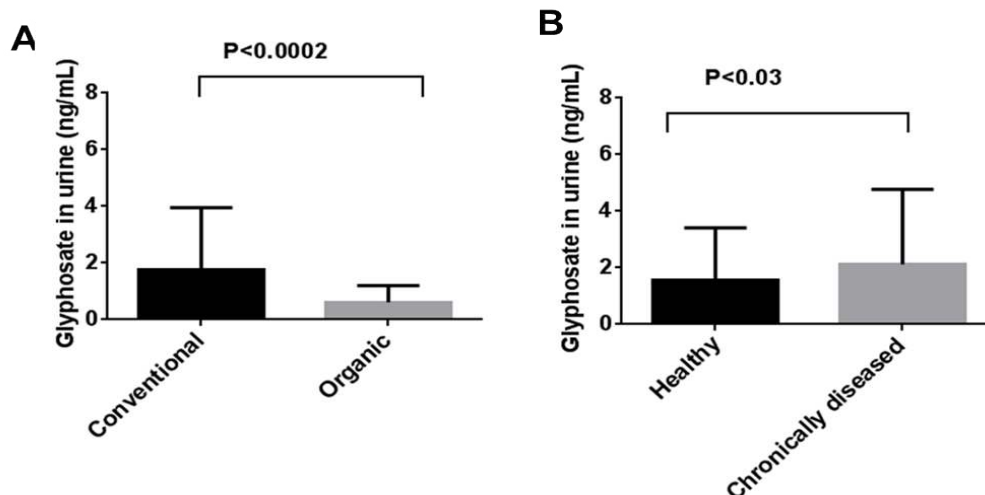 A
P<0.0002
Glyphosate in urine (ng/mL)
8
6
4
2
0
Conventional
Organic
B
P<0.03
Glyphosate in urine (ng/mL)
8
6
4
2
0
Healthy
Chronically diseased